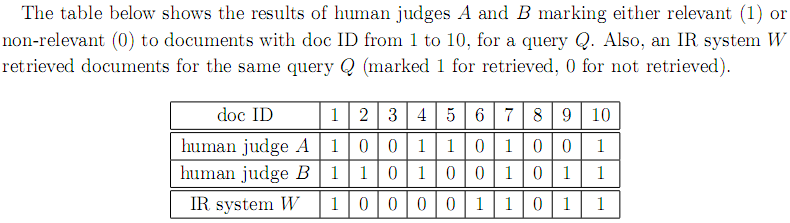 The table below shows the results of human judges A and B marking either relevant (1) or
non-relevant (0) to documents with doc ID from 1 to 10, for a query Q. Also, an IR system W
retrieved documents for the same query Q (marked 1 for retrieved, 0 for not retrieved).
doc ID 1 2 3 4 5 6 7 8 9 10
human judge A 1 0 0 1 1 0 1 0 0 1
human judge B 1 1 0 1 0 0 1 0 1 1
IR system W 1 0 0 0 0 1 1 0 1 1